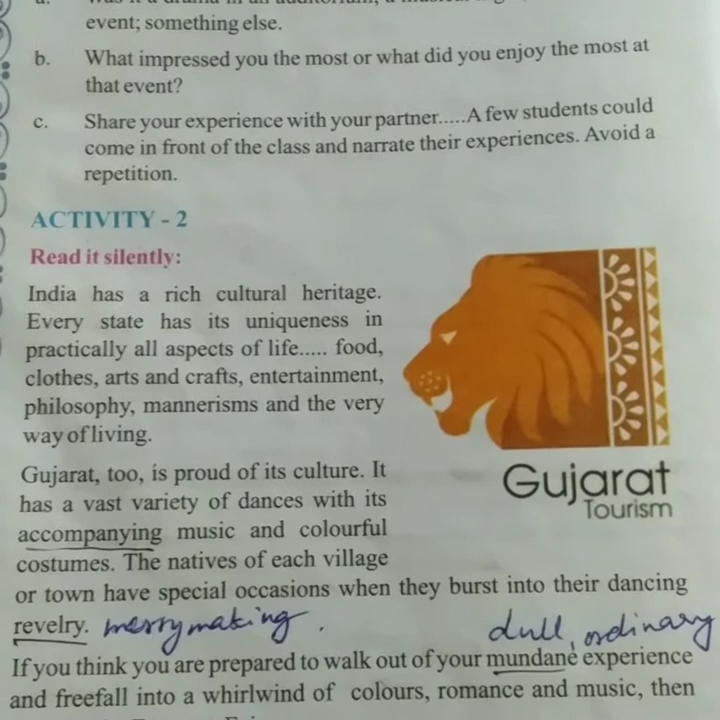 event; something else.
b. What impressed you the most or what did you enjoy the most at
that event?
c. Share your experience with your partner.....A few students could
come in front of the class and narrate their experiences. Avoid a
repetition.
ACTIVITY - 2
Read it silently:
India has a rich cultural heritage.
Every state has its uniqueness in
practically all aspects of life..... food,
clothes, arts and crafts, entertainment,
philosophy, mannerisms and the very
way of living.
Gujarat, too, is proud of its culture. It
has a vast variety of dances with its
accompanying music and colourful
costumes. The natives of each village
Gujarat
Tourism
or town have special occasions when they burst into their dancing
revelry. merrymaking.
dull, ordinary
If you think you are prepared to walk out of your mundane experience
and freefall into a whirlwind of colours, romance and music, then